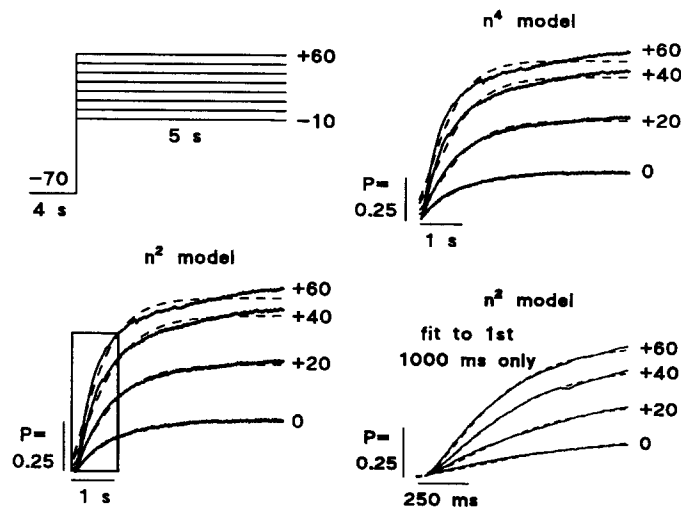 +60
-10
5 s
-70
4 s
n⁴ model
+60
+40
+20
0
P=
0.25
1 s
n² model
+60
+40
+20
0
P=
0.25
1 s
n² model
fit to 1st
1000 ms only
+60
+40
+20
0
P=
0.25
250 ms